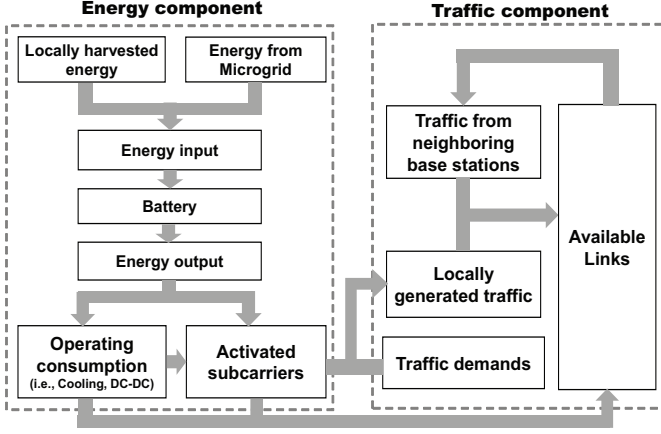 Energy component
Traffic component
Locally harvested
energy
Energy from
Microgrid
Energy input
Battery
Energy output
Operating
consumption
(i.e., Cooling, DC-DC)
Activated
subcarriers
Traffic from
neighboring
base stations
Locally
generated traffic
Traffic demands
Available
Links